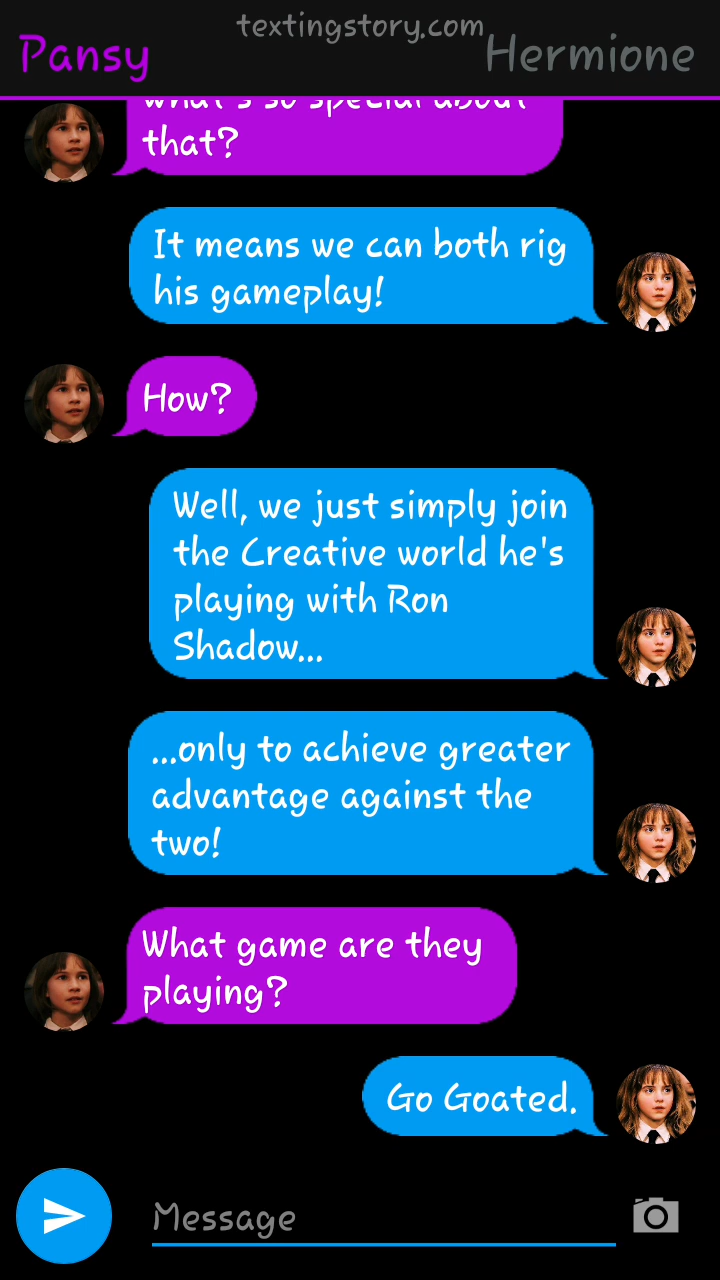 textingstory.com
Pansy
Hermione
what's so special about
that?
It means we can both rig
his gameplay!
How?
Well, we just simply join
the Creative world he's
playing with Ron
Shadow...
...only to achieve greater
advantage against the
two!
What game are they
playing?
Go Goated.
Message